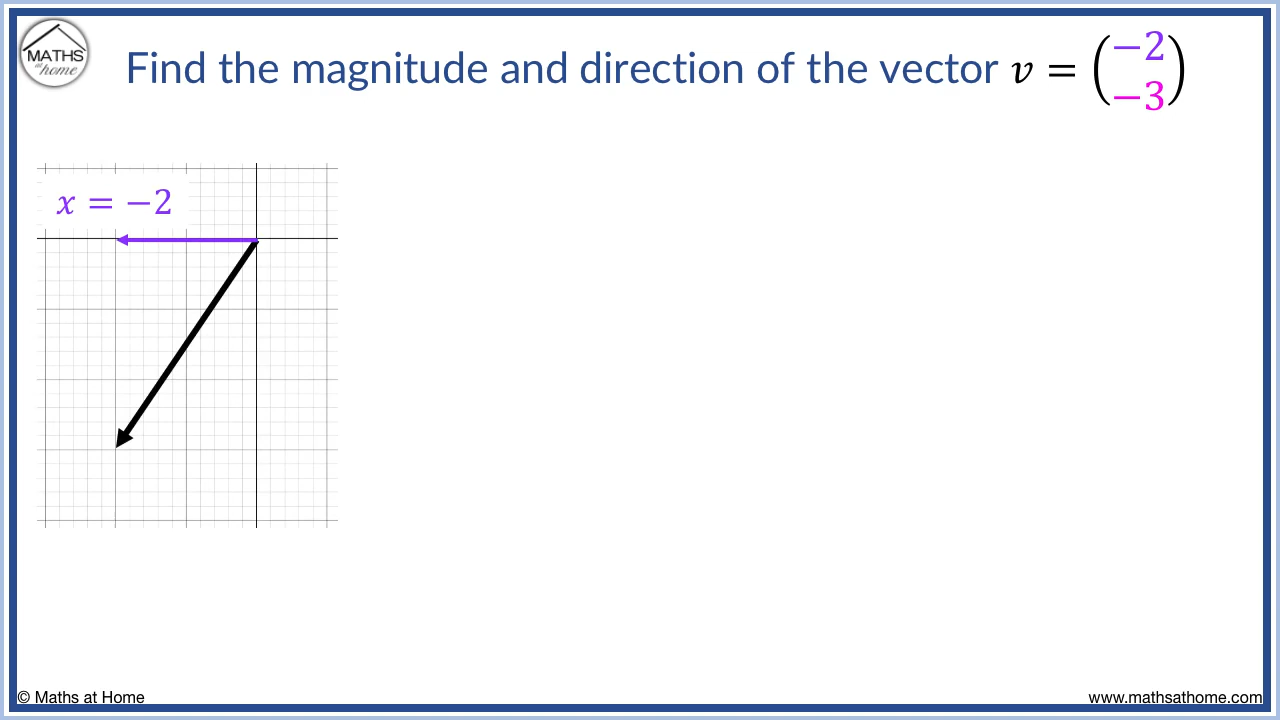 MATHS
at
home
Find the magnitude and direction of the vector v = (−2
−3)
x = −2
© Maths at Home
www.mathsathome.com